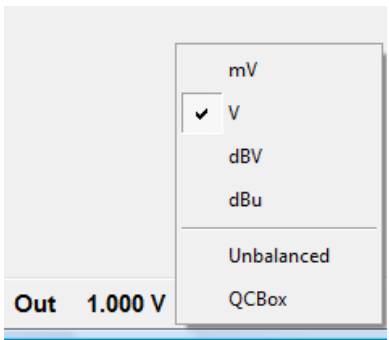 mV
V
dBV
dBu
Unbalanced
QCBox
Out 1.000 V